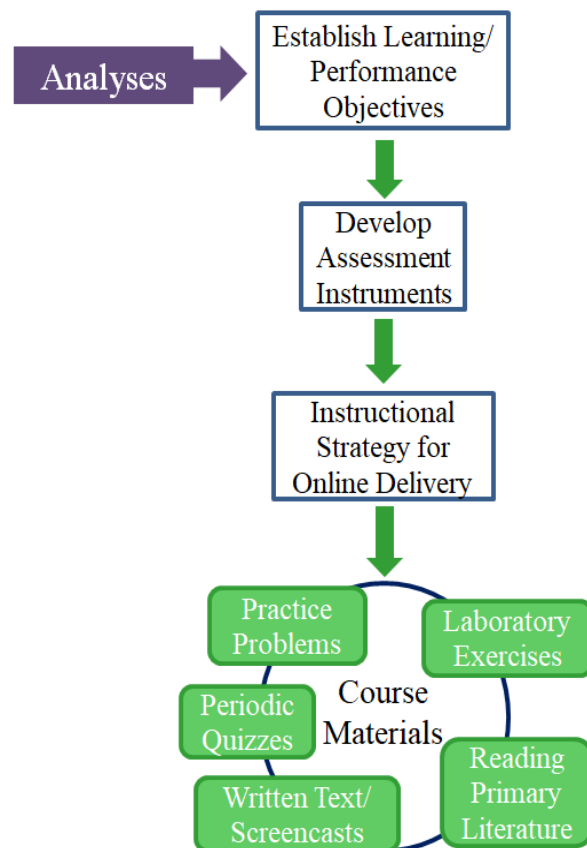 Analyses
Establish Learning/
Performance
Objectives
Develop
Assessment
Instruments
Instructional
Strategy for
Online Delivery
Practice
Problems
Laboratory
Exercises
Periodic
Quizzes
Course
Materials
Written Text/
Screencasts
Reading
Primary
Literature